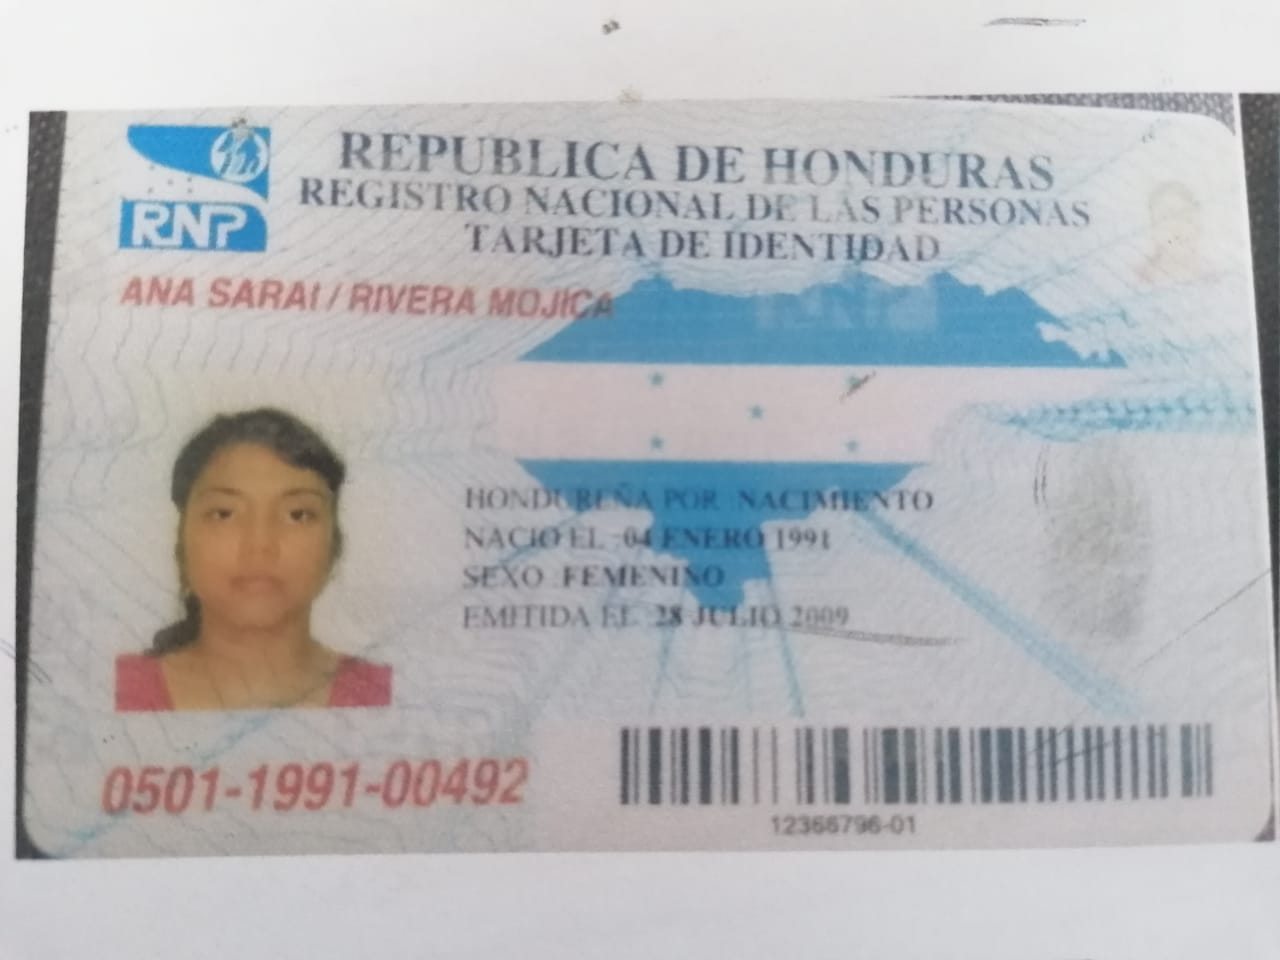 REPUBLICA DE HONDURAS
REGISTRO NACIONAL DE LAS PERSONAS
TARJETA DE IDENTIDAD
RNP
ANA SARAI / RIVERA MOJICA
HONDUREÑA POR NACIMIENTO
NACIO EL 04 ENERO 1991
SEXO FEMENINO
EMITIDA EL 28 JULIO 2009
0501-1991-00492
12366796-01